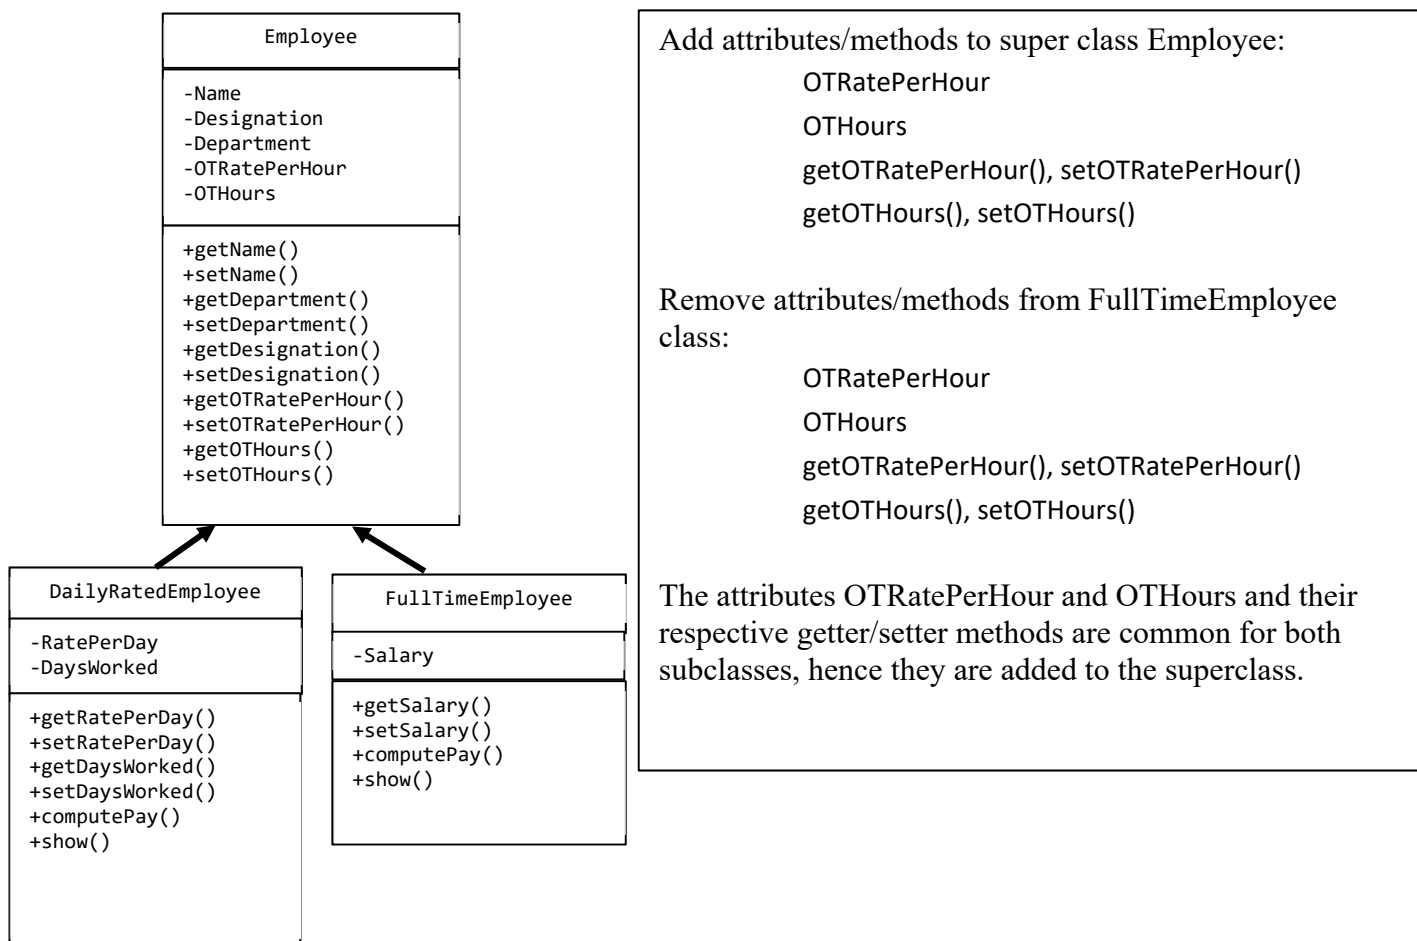 Employee
-Name
-Designation
-Department
-OTRatePerHour
-OTHours
+getName()
+setName()
+getDepartment()
+setDepartment()
+getDesignation()
+setDesignation()
+getOTRatePerHour()
+setOTRatePerHour()
+getOTHours()
+setOTHours()
DailyRatedEmployee
-RatePerDay
-DaysWorked
+getRatePerDay()
+setRatePerDay()
+getDaysWorked()
+setDaysWorked()
+computePay()
+show()
FullTimeEmployee
-Salary
+getSalary()
+setSalary()
+computePay()
+show()
Add attributes/methods to super class Employee:
OTRatePerHour
OTHours
getOTRatePerHour(), setOTRatePerHour()
getOTHours(), setOTHours()
Remove attributes/methods from FullTimeEmployee
class:
OTRatePerHour
OTHours
getOTRatePerHour(), setOTRatePerHour()
getOTHours(), setOTHours()
The attributes OTRatePerHour and OTHours and their
respective getter/setter methods are common for both
subclasses, hence they are added to the superclass.